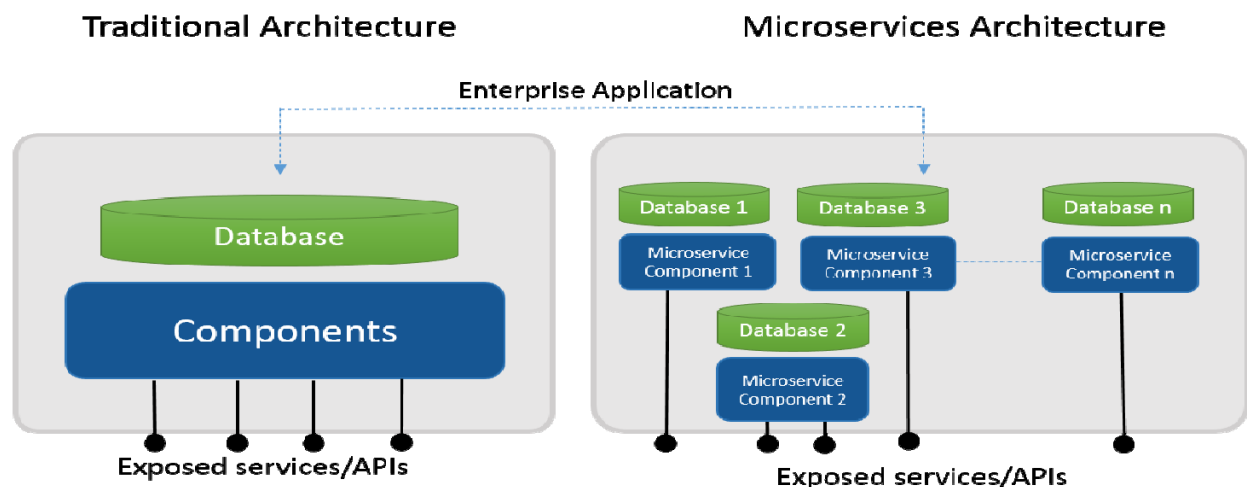 Traditional Architecture
Microservices Architecture
Enterprise Application
Database
Components
Exposed services/APIs
Database 1
Database 3
Database n
Microservice
Component 1
Microservice
Component 3
Microservice
Component n
Database 2
Microservice
Component 2
Exposed services/APIs